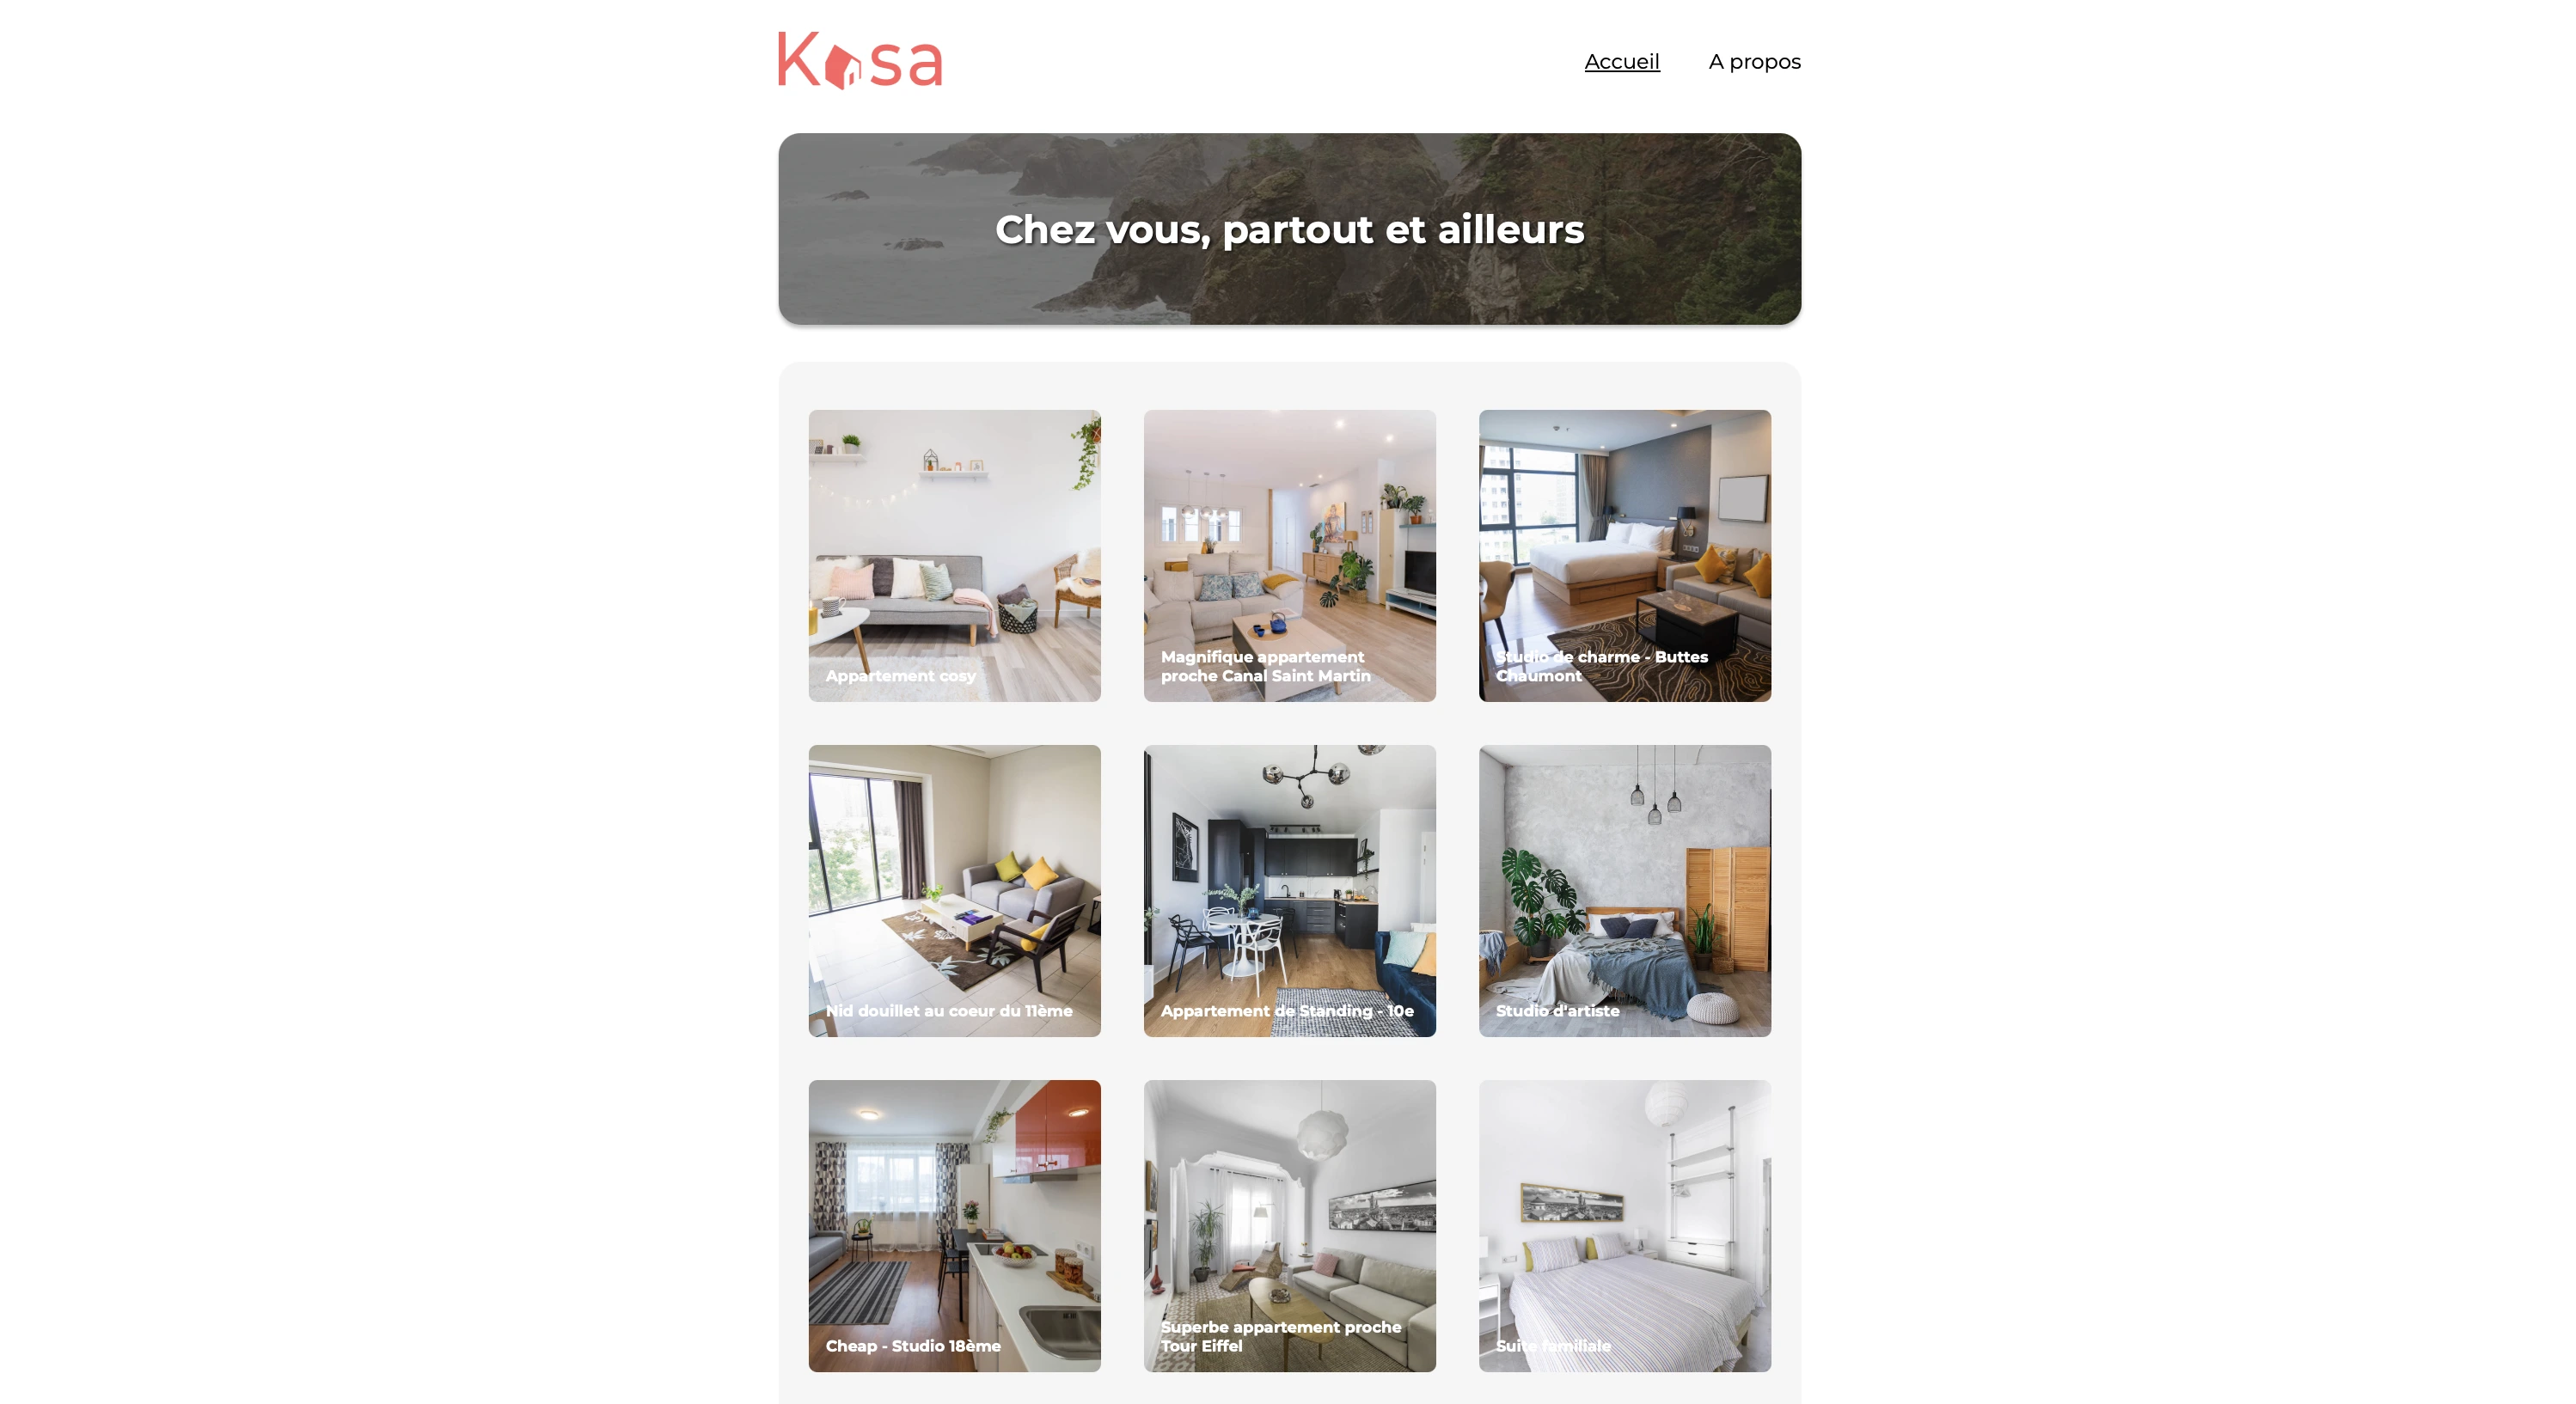 Kasa
Accueil
A propos
Chez vous, partout et ailleurs
Appartement cosy
Magnifique appartement
proche Canal Saint Martin
Studio de charme - Buttes
Chaumont
Nid douillet au coeur du 11ème
Appartement de Standing - 10e
Studio d'artiste
Cheap - Studio 18ème
Superbe appartement proche
Tour Eiffel
Suite familiale